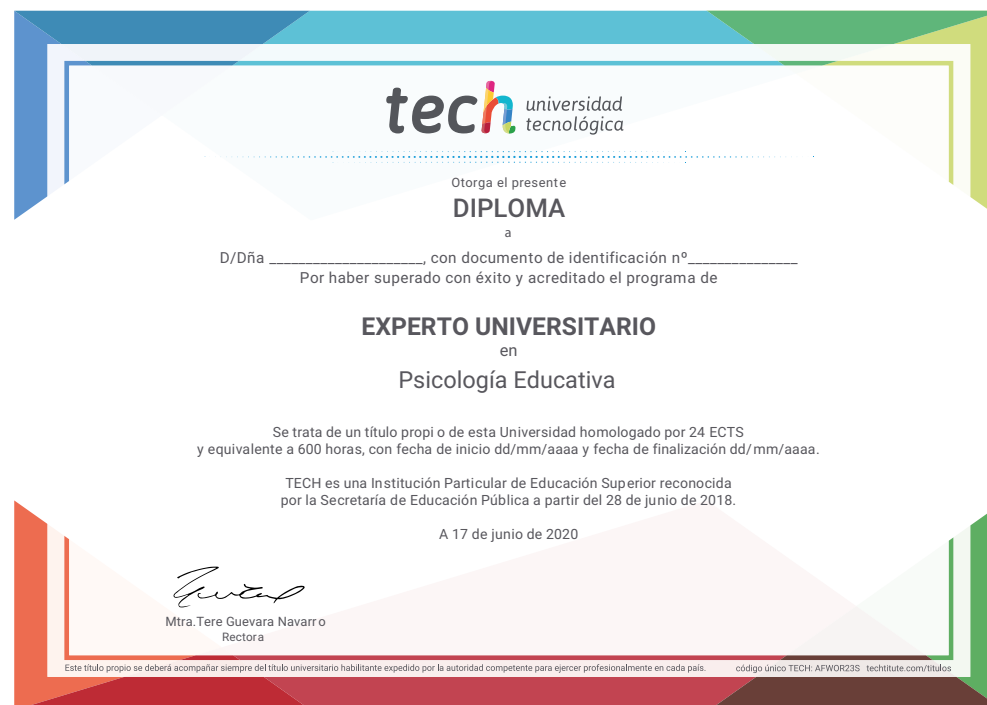 tech universidad
tecnológica
Otorga el presente
DIPLOMA
a
D/Dña ______________________, con documento de identificación nº________________
Por haber superado con éxito y acreditado el programa de
EXPERTO UNIVERSITARIO
en
Psicología Educativa
Se trata de un título propi o de esta Universidad homologado por 24 ECTS
y equivalente a 600 horas, con fecha de inicio dd/mm/aaaa y fecha de finalización dd/mm/aaaa.
TECH es una Institución Particular de Educación Superior reconocida
por la Secretaría de Educación Pública a partir del 28 de junio de 2018.
A 17 de junio de 2020
Mtra.Tere Guevara Navarro
Rectora
Este título propio se deberá acompañar siempre del título universitario habilitante expedido por la autoridad competente para ejercer profesionalmente en cada país. código único TECH: AFWOR23S techtitute.com/titulos